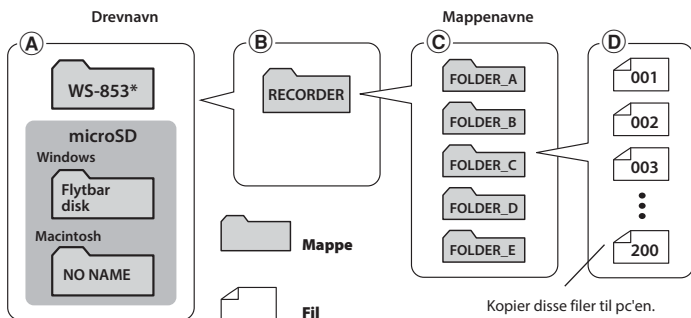 Drevnavn
Mappenavne
A
B
C
D
WS-853*
microSD
Windows
Flytbar
disk
Macintosh
NO NAME
RECORDER
Mappe
Fil
FOLDER_A
FOLDER_B
FOLDER_C
FOLDER_D
FOLDER_E
001
002
003
200
Kopier disse filer til pc'en.